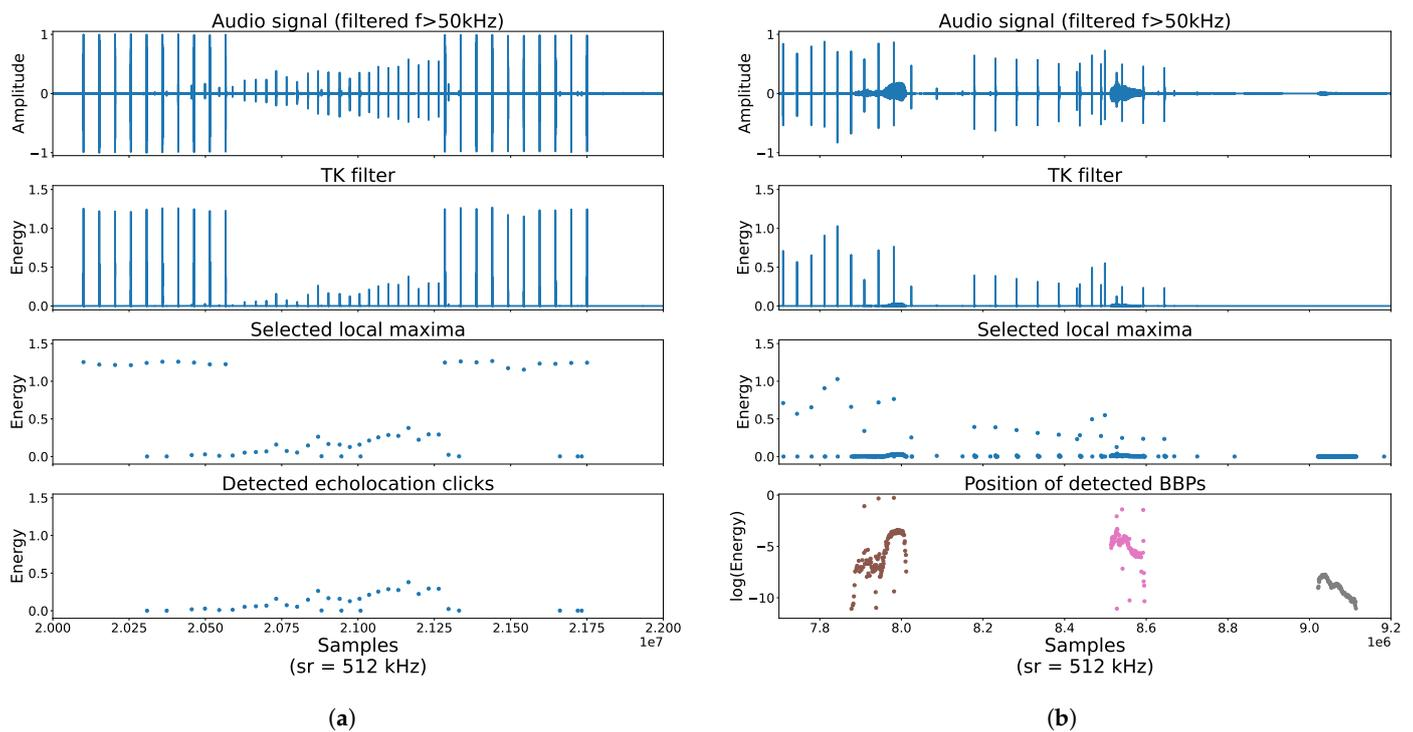 Audio signal (filtered f>50kHz)
1
0
−1
Amplitude
TK filter
1.5
1.0
0.5
0.0
Energy
Selected local maxima
1.5
1.0
0.5
0.0
Energy
Detected echolocation clicks
1.5
1.0
0.5
0.0
Energy
2.000 2.025 2.050 2.075 2.100 2.125 2.150 2.175 2.200
1e7
Samples
(sr = 512 kHz)
(a)
Audio signal (filtered f>50kHz)
1
0
−1
Amplitude
TK filter
1.5
1.0
0.5
0.0
Energy
Selected local maxima
1.5
1.0
0.5
0.0
Energy
Position of detected BBPs
0
−5
−10
log(Energy)
7.8 8.0 8.2 8.4 8.6 8.8 9.0 9.2
1e6
Samples
(sr = 512 kHz)
(b)